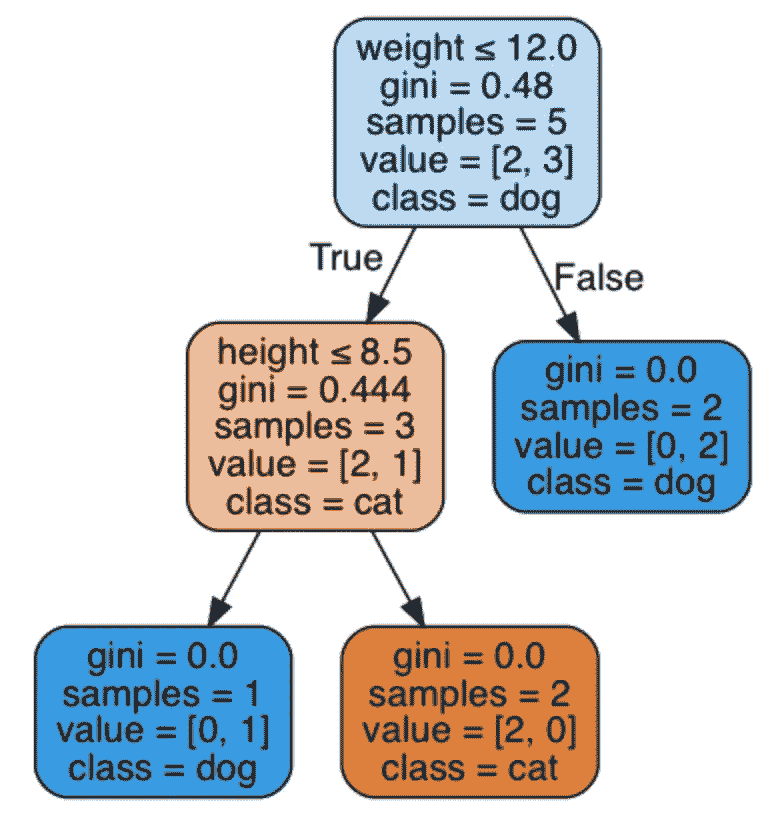 weight ≤ 12.0
gini = 0.48
samples = 5
value = [2, 3]
class = dog
True
False
height ≤ 8.5
gini = 0.444
samples = 3
value = [2, 1]
class = cat
gini = 0.0
samples = 2
value = [0, 2]
class = dog
gini = 0.0
samples = 1
value = [0, 1]
class = dog
gini = 0.0
samples = 2
value = [2, 0]
class = cat